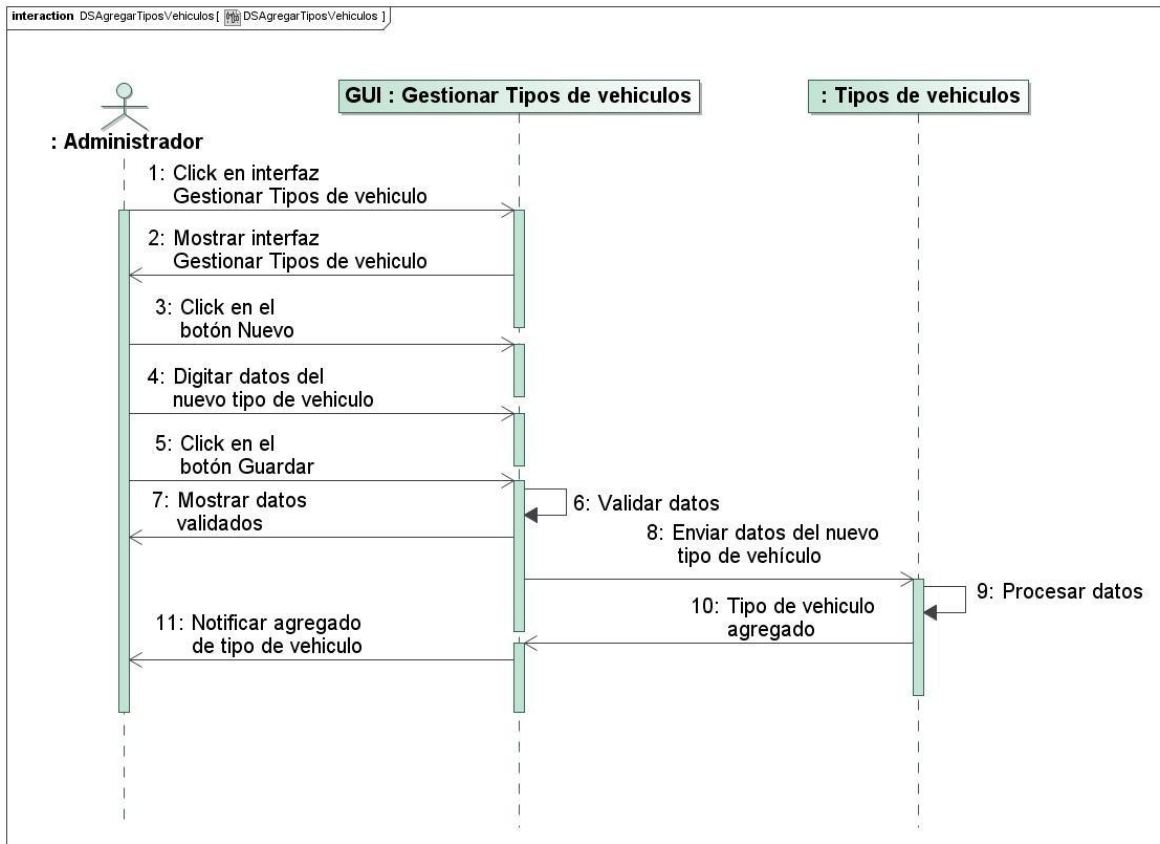 interaction DSAgregarTiposVehiculos[ DSAgregarTiposVehiculos ]
GUI : Gestionar Tipos de vehiculos
: Tipos de vehiculos
: Administrador
1: Click en interfaz
Gestionar Tipos de vehiculo
2: Mostrar interfaz
Gestionar Tipos de vehiculo
3: Click en el
botón Nuevo
4: Digitar datos del
nuevo tipo de vehiculo
5: Click en el
botón Guardar
6: Validar datos
7: Mostrar datos
validados
8: Enviar datos del nuevo
tipo de vehículo
9: Procesar datos
10: Tipo de vehiculo
agregado
11: Notificar agregado
de tipo de vehiculo